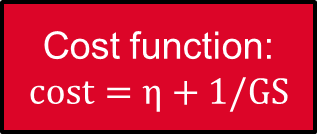 Cost function:
cost = η + 1/GS